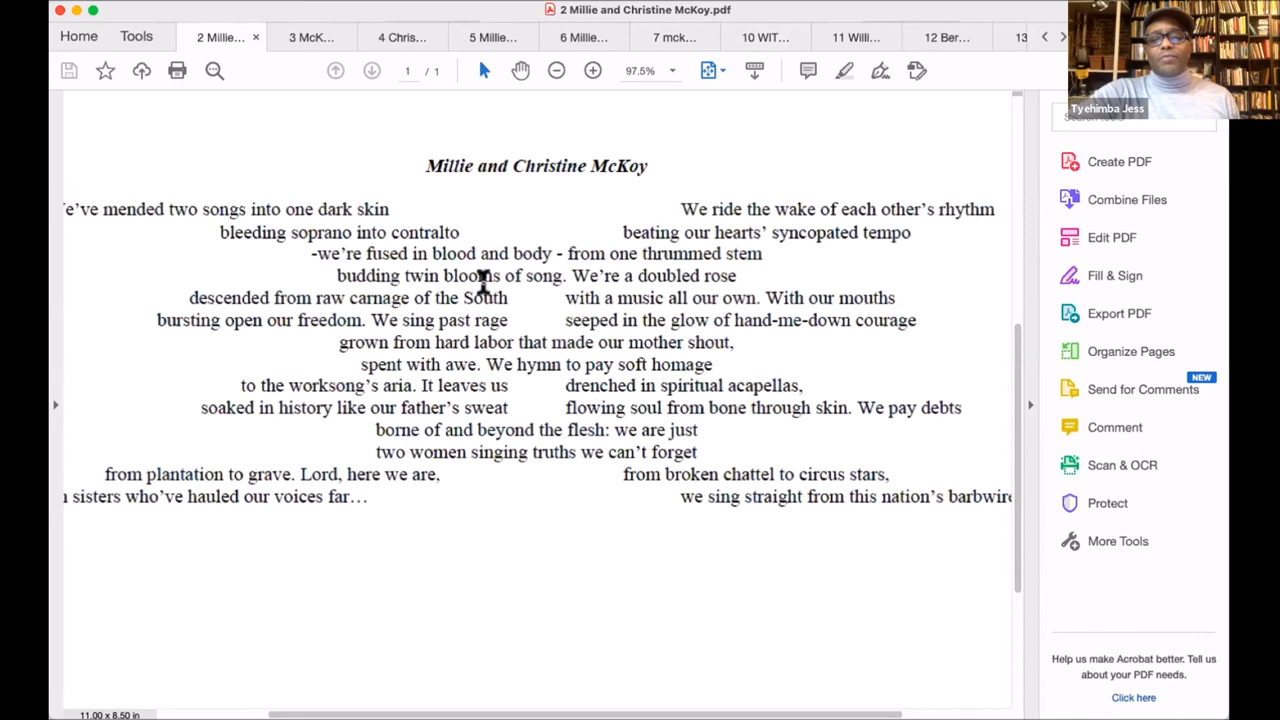 2 Millie and Christine McKoy.pdf
Home Tools 2 Millie... × 3 McK... 4 Chris... 5 Millie... 6 Millie... 7 mck... 10 WIT... 11 Willi... 12 Ber... 13
1 / 1 97.5%
Tyehimba Jess
Millie and Christine McKoy
e've mended two songs into one dark skin We ride the wake of each other's rhythm
bleeding soprano into contralto beating our hearts' syncopated tempo
-we're fused in blood and body - from one thrummed stem
budding twin blooms of song. We're a doubled rose
descended from raw carnage of the South with a music all our own. With our mouths
bursting open our freedom. We sing past rage seeped in the glow of hand-me-down courage
grown from hard labor that made our mother shout,
spent with awe. We hymn to pay soft homage
to the worksong's aria. It leaves us drenched in spiritual acapellas,
soaked in history like our father's sweat flowing soul from bone through skin. We pay debts
borne of and beyond the flesh: we are just
two women singing truths we can't forget
from plantation to grave. Lord, here we are, from broken chattel to circus stars,
sisters who've hauled our voices far… we sing straight from this nation's barbwire
11.00 x 8.50 in
Create PDF
Combine Files
Edit PDF
Fill & Sign
Export PDF
Organize Pages
NEW
Send for Comments
Comment
Scan & OCR
Protect
More Tools
Help us make Acrobat better. Tell us
about your PDF needs.
Click here